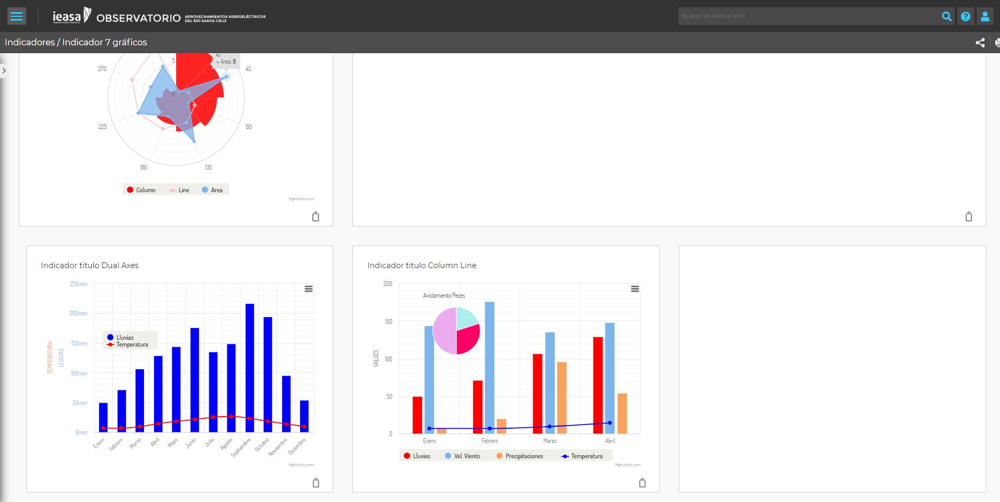 ieasa
Integración Energética Argentina S.A.
OBSERVATORIO
APROVECHAMIENTOS HIDROELÉCTRICOS
DEL RÍO SANTA CRUZ
Buscar en todo el sitio
Indicadores / Indicador 7 gráficos
45
Area: 8
5
0
270
45
225
90
180
135
Column
Line
Area
Highcharts.com
Indicador titulo Dual Axes
250mm
200mm
150mm
100mm
50mm
0mm
TEMPERATURA
LLUVIAS
Lluvias
Temperatura
Enero
Febrero
Marzo
Abril
Mayo
Junio
Julio
Agosto
Septiembre
Octubre
Noviembre
Diciembre
Highcharts.com
Indicador titulo Column Line
200
150
100
50
0
VALUES
Avistamiento Peces
Enero
Febrero
Marzo
Abril
Lluvias
Vel. Viento
Precipitaciones
Temperatura
Highcharts.com